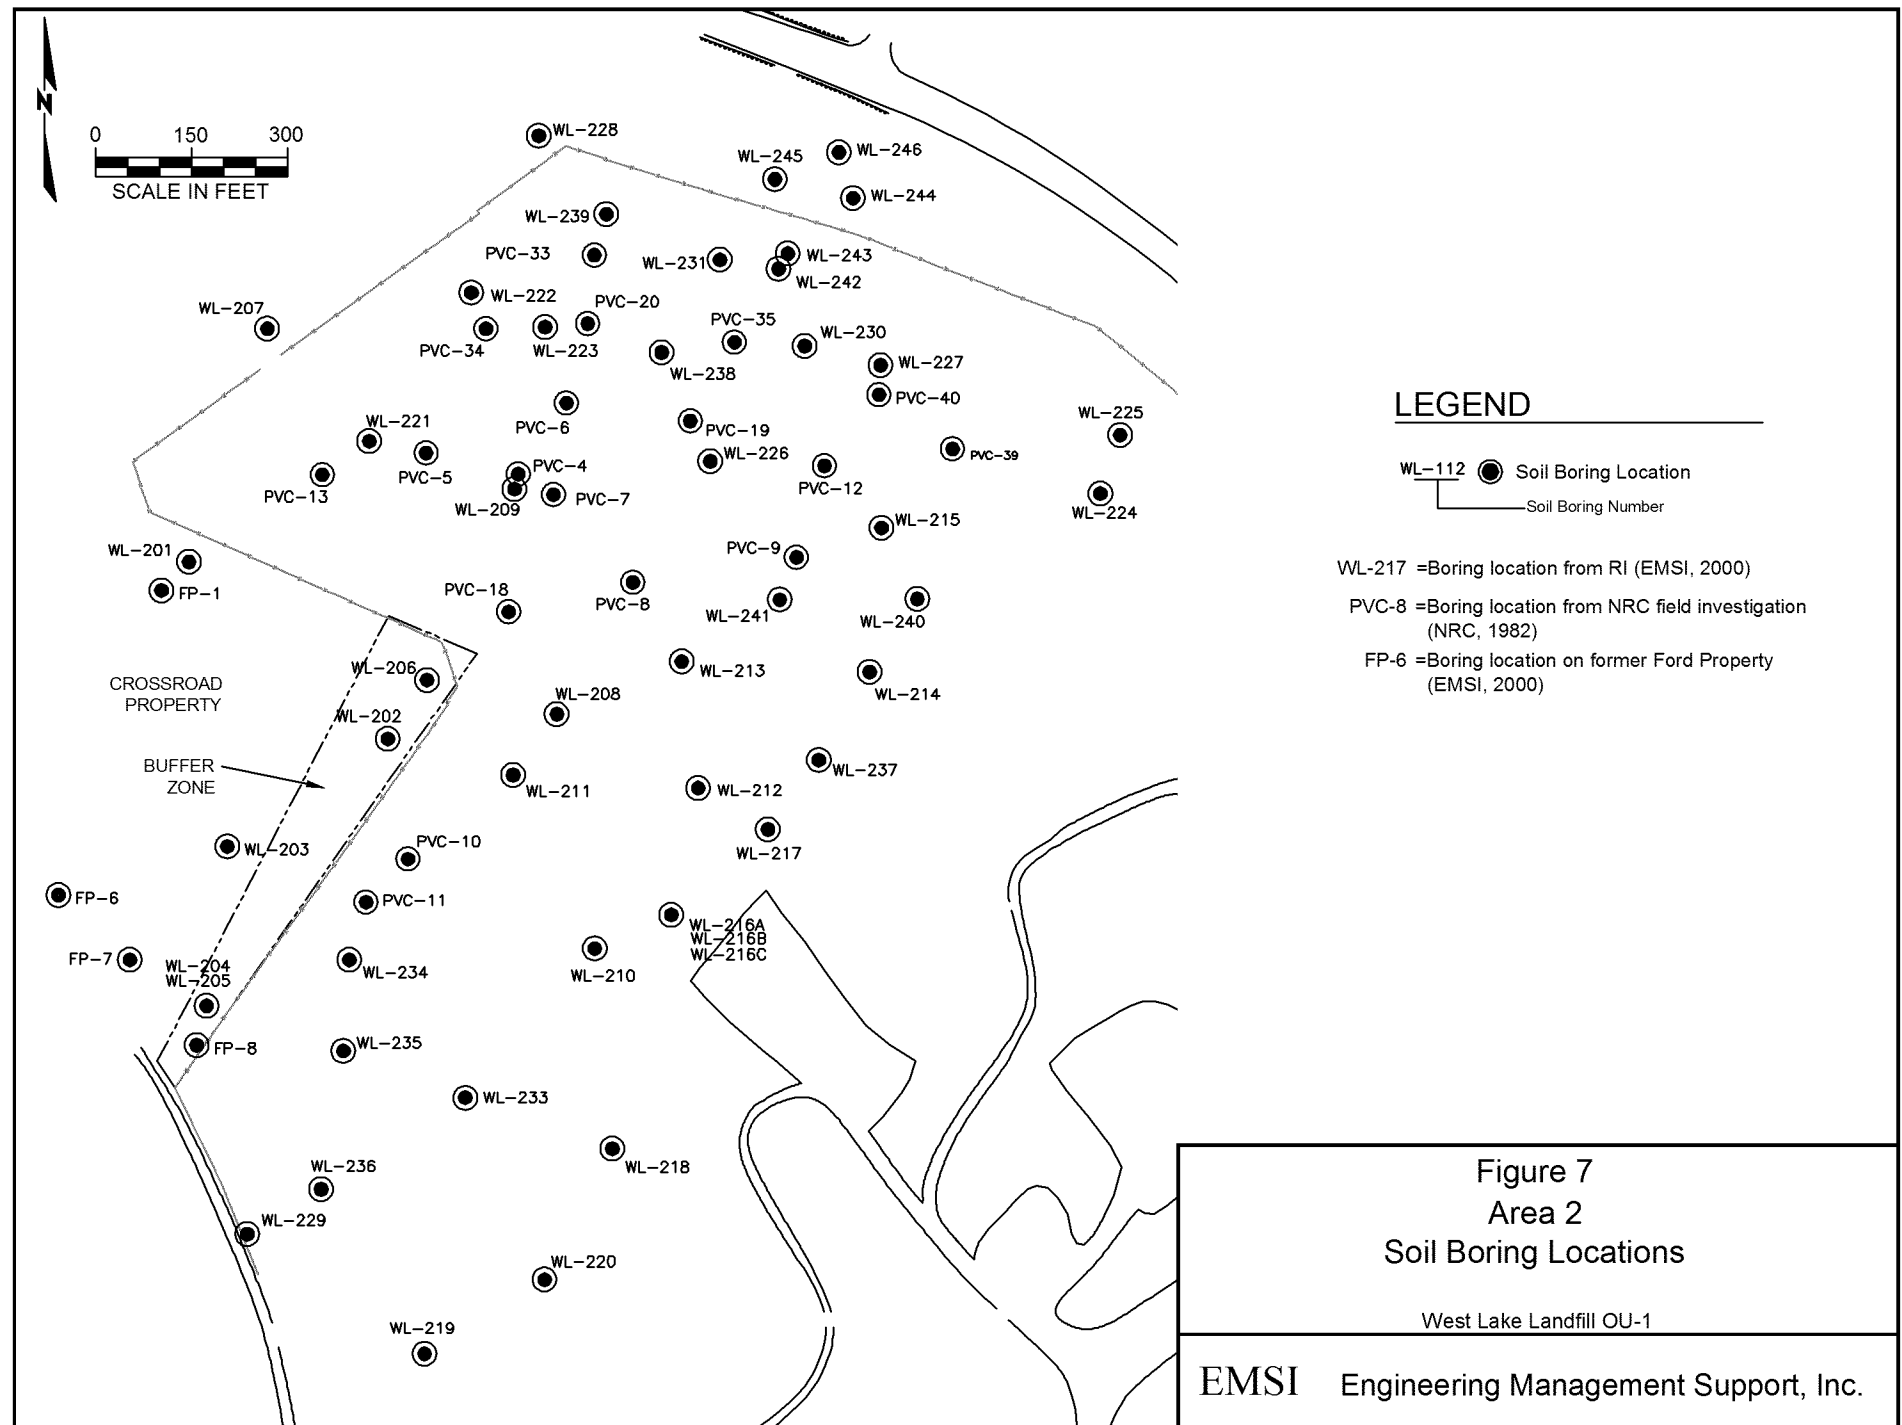 N
0 150 300
SCALE IN FEET
WL-228
WL-246
WL-245
WL-244
WL-239
PVC-33
WL-231
WL-243
WL-242
WL-222
PVC-20
WL-207
PVC-35
WL-230
PVC-34
WL-223
WL-238
WL-227
PVC-40
WL-225
WL-221
PVC-6
PVC-19
WL-226
PVC-39
PVC-4
PVC-5
PVC-13
PVC-12
PVC-7
WL-209
WL-224
WL-215
WL-201
PVC-9
FP-1
PVC-18
PVC-8
WL-241
WL-240
WL-206
WL-213
CROSSROAD
PROPERTY
WL-208
WL-214
WL-202
BUFFER
ZONE
WL-237
WL-211
WL-212
WL-203
PVC-10
WL-217
FP-6
PVC-11
WL-216A
WL-216B
WL-216C
FP-7
WL-204
WL-205
WL-234
WL-210
FP-8
WL-235
WL-233
WL-236
WL-218
WL-229
WL-220
WL-219
LEGEND
WL-112 Soil Boring Location
Soil Boring Number
WL-217 =Boring location from RI (EMSI, 2000)
PVC-8 =Boring location from NRC field investigation
(NRC, 1982)
FP-6 =Boring location on former Ford Property
(EMSI, 2000)
Figure 7
Area 2
Soil Boring Locations
West Lake Landfill OU-1
EMSI Engineering Management Support, Inc.